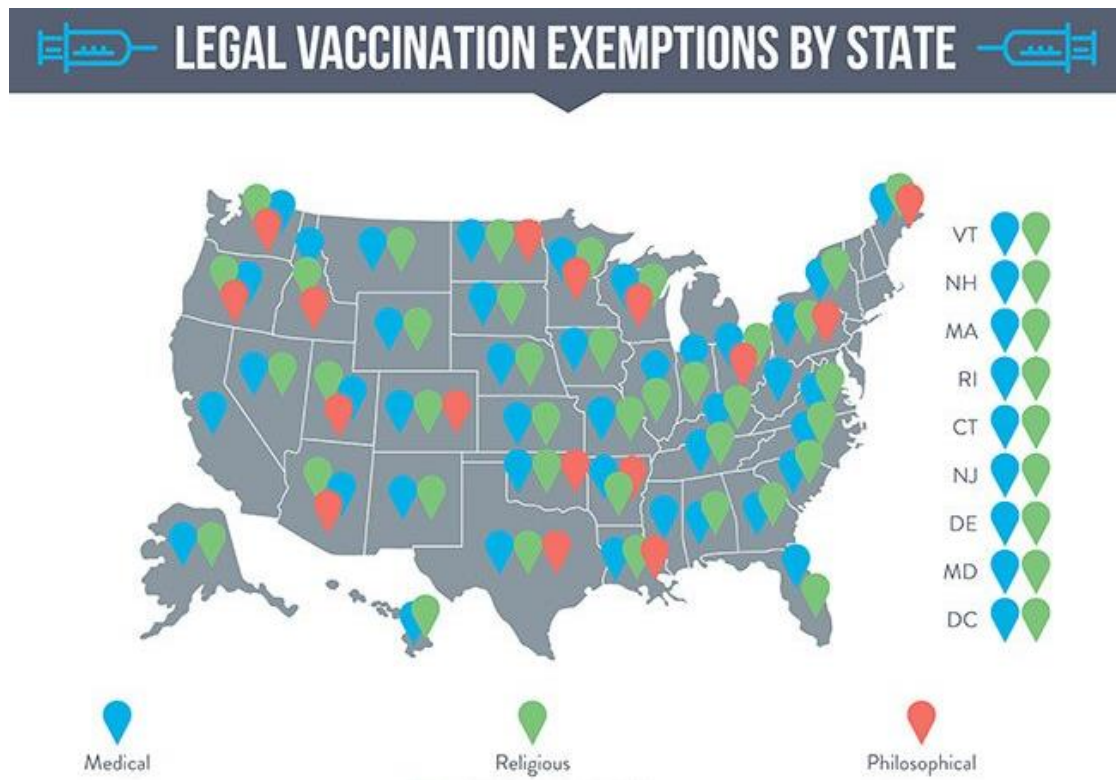 LEGAL VACCINATION EXEMPTIONS BY STATE
VT
NH
MA
RI
CT
NJ
DE
MD
DC
Medical
Religious
Philosophical